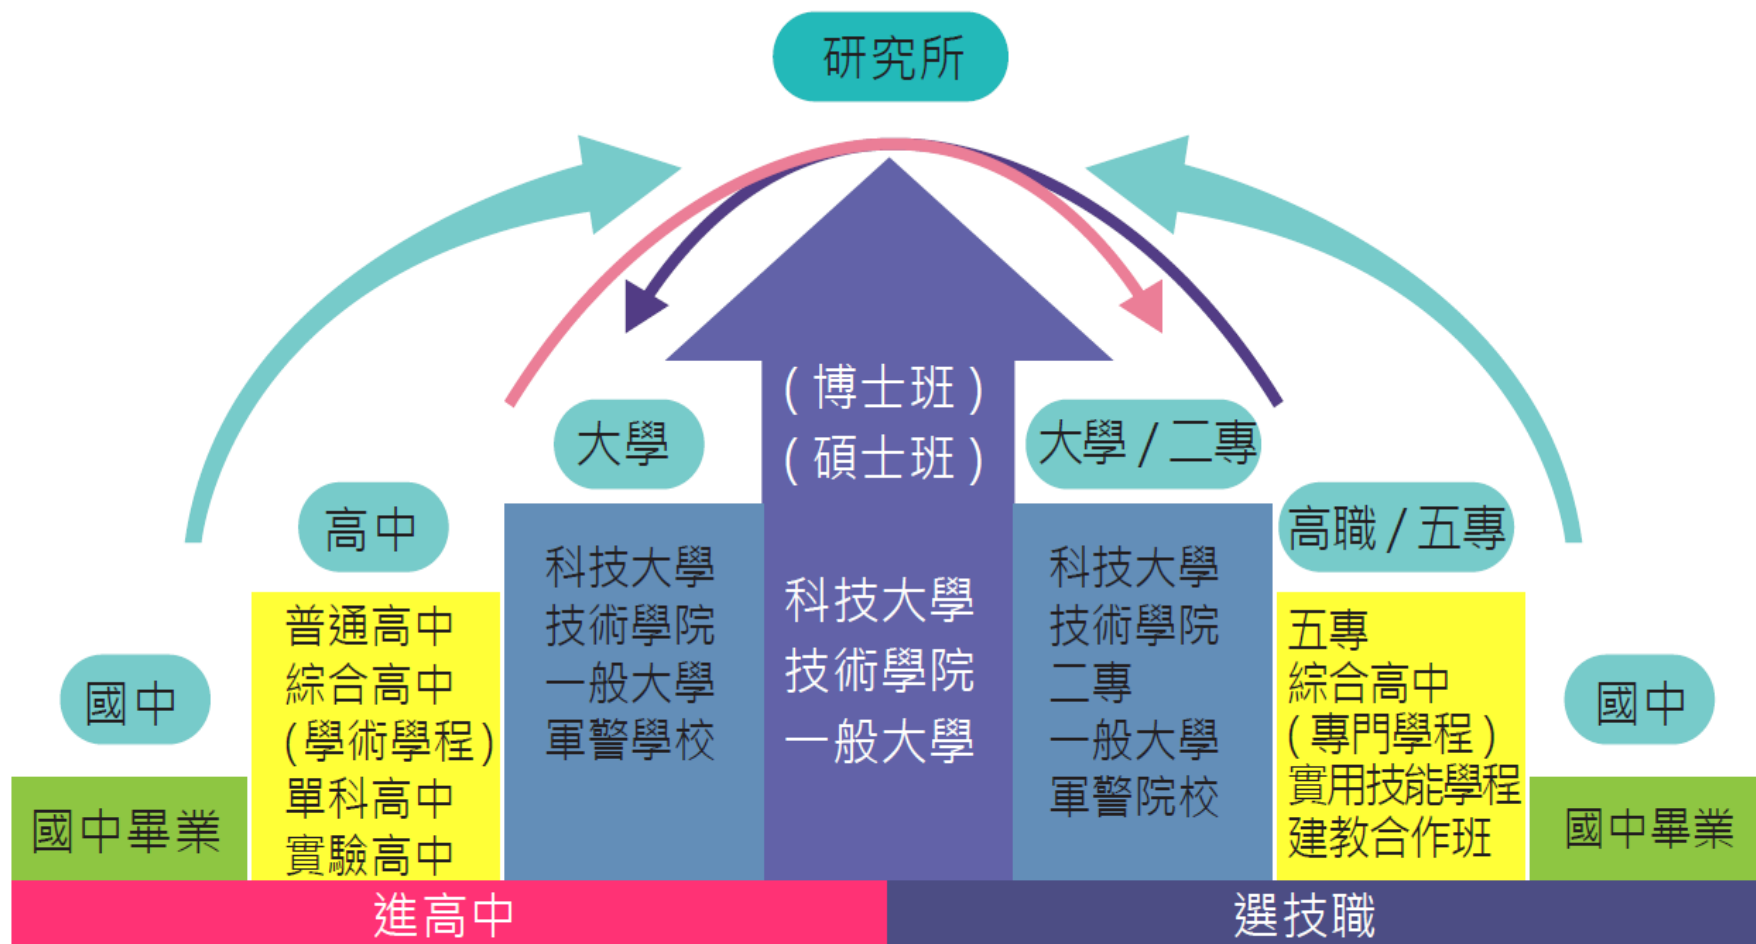 研究所
國中
國中畢業
高中
普通高中
綜合高中
(學術學程)
單科高中
實驗高中
大學
科技大學
技術學院
一般大學
軍警學校
(博士班)
(碩士班)
科技大學
技術學院
一般大學
大學/二專
科技大學
技術學院
二專
一般大學
軍警院校
高職/五專
五專
綜合高中
(專門學程)
實用技能學程
建教合作班
國中
國中畢業
進高中
選技職